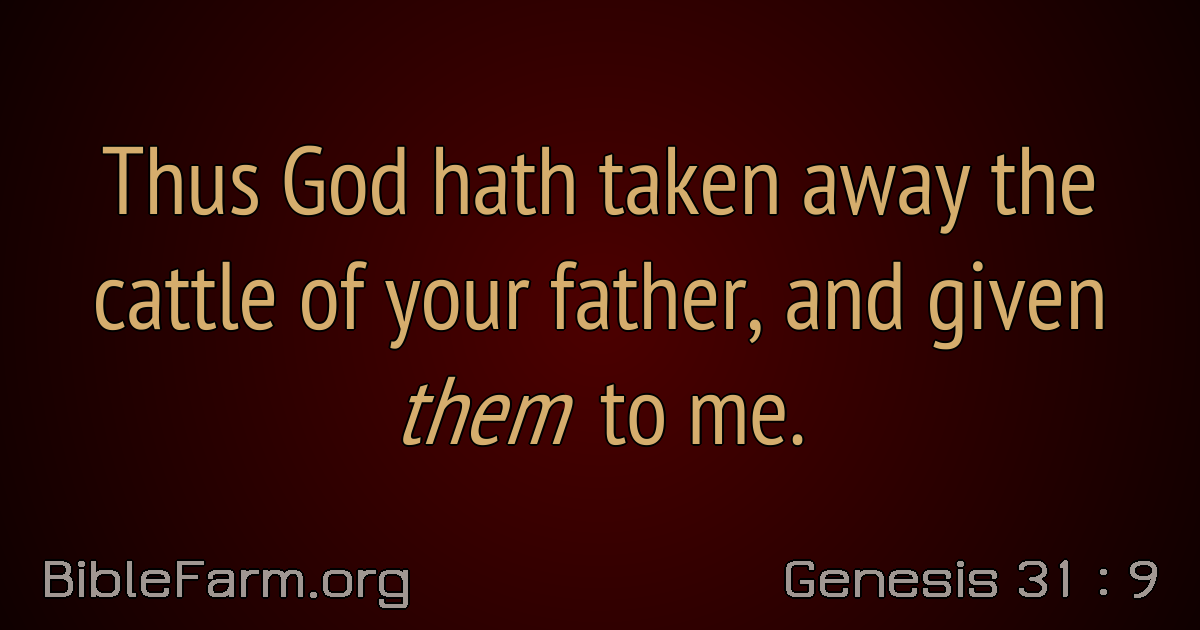 Thus God hath taken away the
cattle of your father, and given
them to me.
BibleFarm.org
Genesis 31 : 9